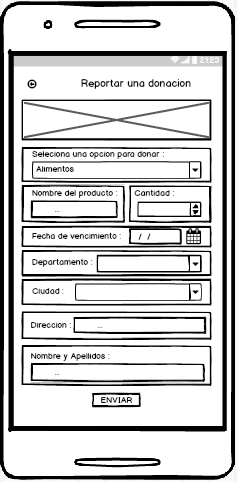 21:23
Reportar una donacion
Selecciona una opcion para donar :
Alimentos
Nombre del producto :
Cantidad :
...
Fecha de vencimiento :
/ /
Departamento :
Ciudad :
Direccion :
...
Nombre y Apellidos :
...
ENVIAR